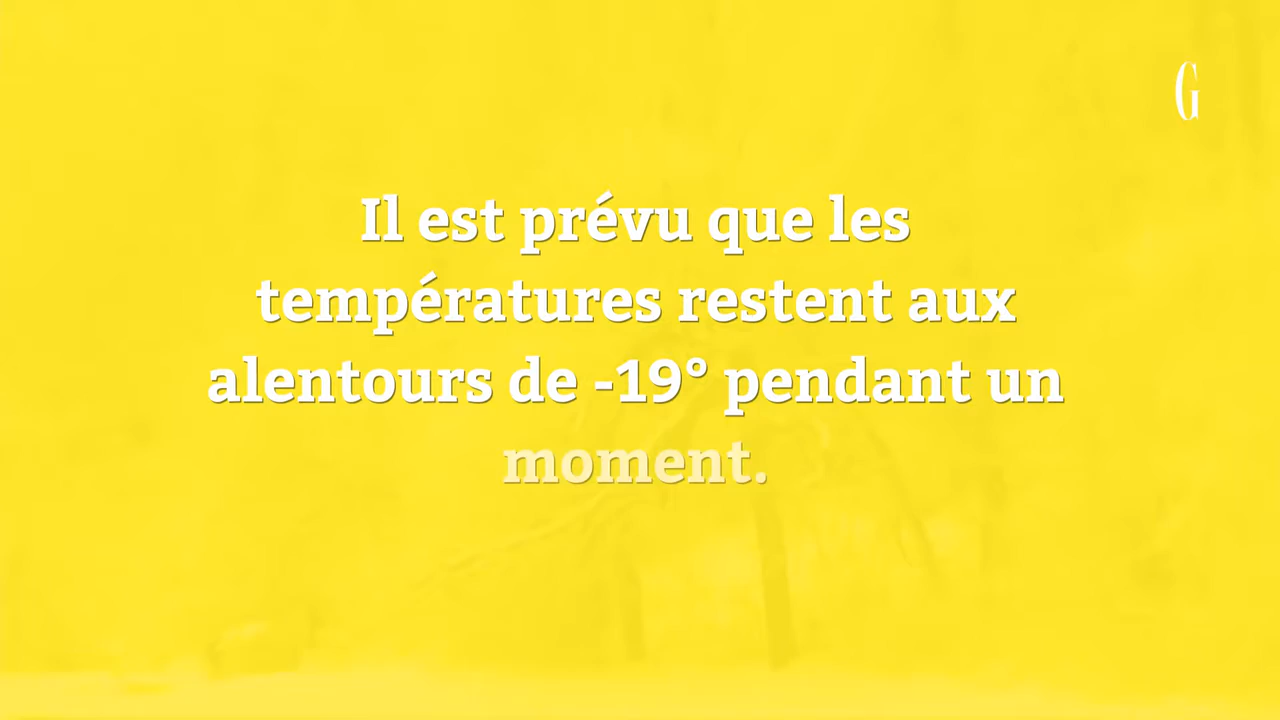 G
Il est prévu que les
températures restent aux
alentours de -19° pendant un
moment.